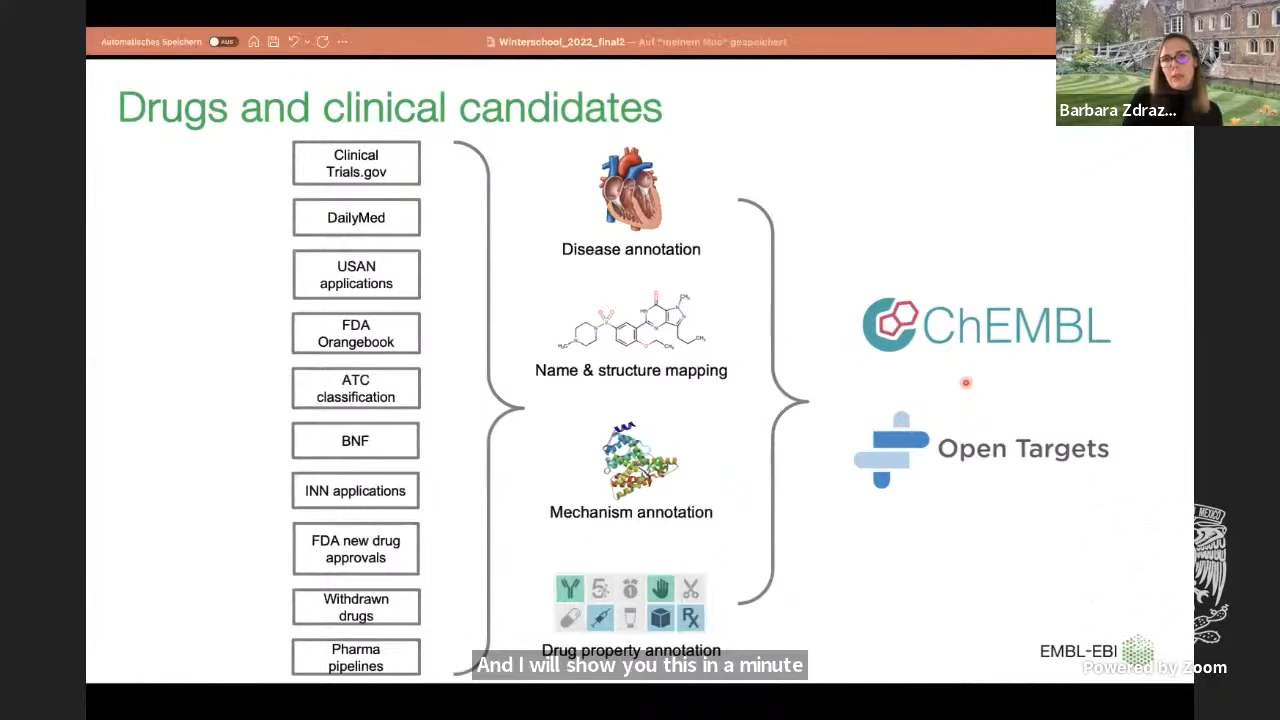 Automatisches Speichern AUS
Winterschool_2022_final2 — Auf "meinem Mac" gespeichert
Barbara Zdraz...
Drugs and clinical candidates
Clinical
Trials.gov
DailyMed
USAN
applications
FDA
Orangebook
ATC
classification
BNF
INN applications
FDA new drug
approvals
Withdrawn
drugs
Pharma
pipelines
Disease annotation
Name & structure mapping
Mechanism annotation
Drug property annotation
ChEMBL
Open Targets
MEXICO
EMBL-EBI
Powered by Zoom
And I will show you this in a minute